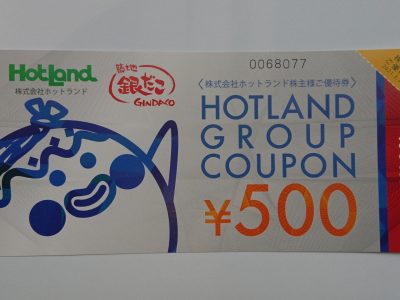 HotLand
株式会社ホットランド
築地
銀だこ
GINDACO
0068077
〈株式会社ホットランド株主様ご優待券〉
HOTLAND
GROUP
COUPON
¥500